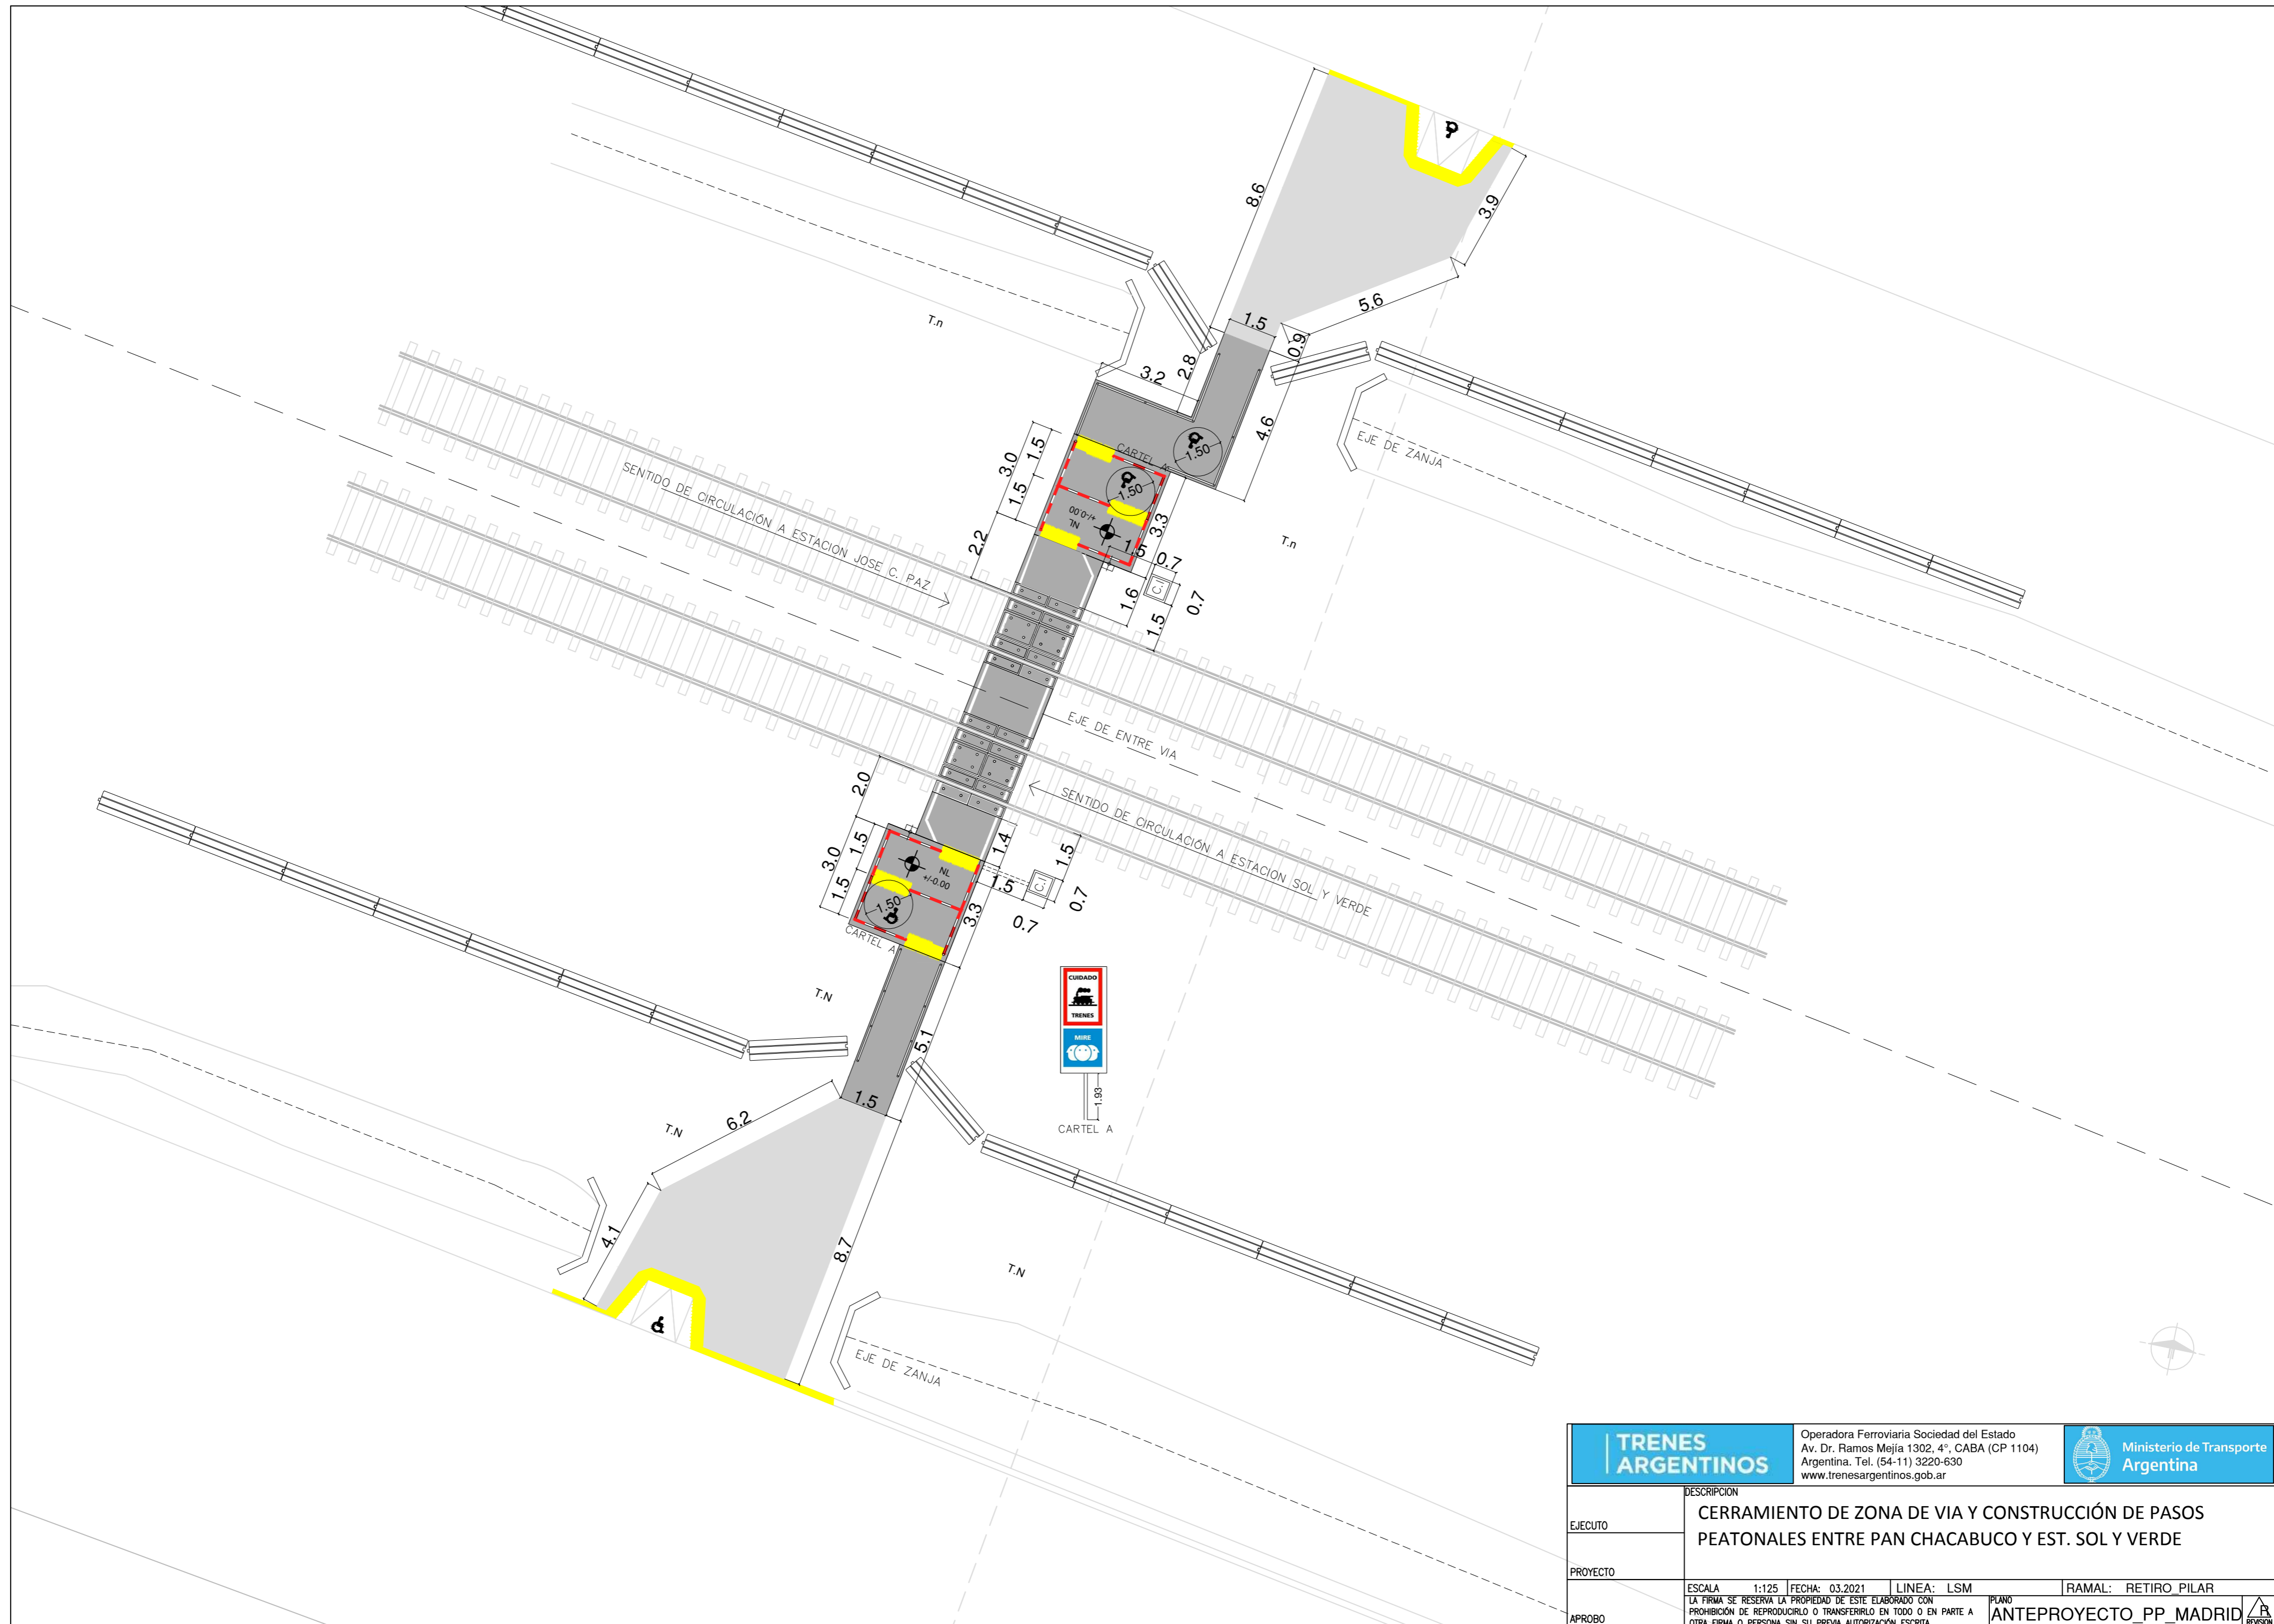 8.6
3.9
5.6
T.n
1.5
0.9
2.8
3.2
4.6
CARTEL A
1.50
EJE DE ZANJA
3.0
1.5
1.5
1.50
SENTIDO DE CIRCULACIÓN A ESTACION JOSE C. PAZ
NL
+/-0.00
3.3
2.2
T.n
1.5
0.7
C.I
1.6
0.7
1.5
EJE DE ENTRE VIA
2.0
SENTIDO DE CIRCULACIÓN A ESTACION SOL Y VERDE
3.0
1.5
1.5
NL
+/-0.00
1.4
1.5
1.5
C.I
0.7
0.7
1.50
3.3
CARTEL A
T.N
CUIDADO
TRENES
MIRE
1.93
CARTEL A
5.1
1.5
6.2
T.N
4.1
8.7
T.N
EJE DE ZANJA
TRENES
ARGENTINOS
Operadora Ferroviaria Sociedad del Estado
Av. Dr. Ramos Mejía 1302, 4°, CABA (CP 1104)
Argentina. Tel. (54-11) 3220-630
www.trenesargentinos.gob.ar
Ministerio de Transporte
Argentina
DESCRIPCION
CERRAMIENTO DE ZONA DE VIA Y CONSTRUCCIÓN DE PASOS
PEATONALES ENTRE PAN CHACABUCO Y EST. SOL Y VERDE
EJECUTO
PROYECTO
APROBO
ESCALA 1:125 FECHA: 03.2021 LINEA: LSM RAMAL: RETIRO_PILAR
LA FIRMA SE RESERVA LA PROPIEDAD DE ESTE ELABORADO CON
PROHIBICIÓN DE REPRODUCIRLO O TRANSFERIRLO EN TODO O EN PARTE A
OTRA FIRMA O PERSONA SIN SU PREVIA AUTORIZACIÓN ESCRITA
PLANO
ANTEPROYECTO_PP_MADRID
REVISION